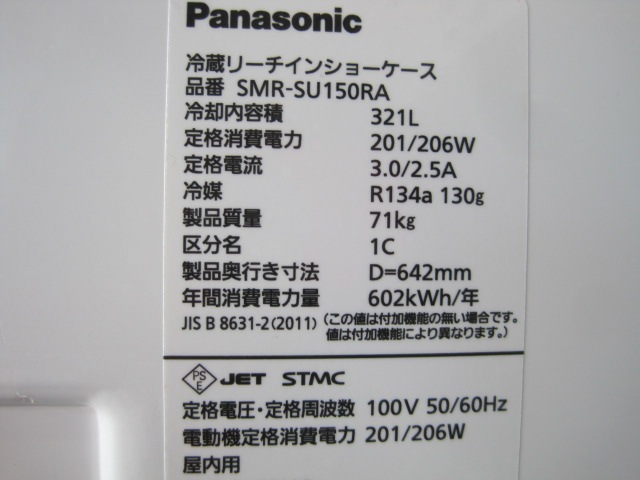 Panasonic
冷蔵リーチインショーケース
品番 SMR-SU150RA
冷却内容積 321L
定格消費電力 201/206W
定格電流 3.0/2.5A
冷媒 R134a 130g
製品質量 71kg
区分名 1C
製品奥行き寸法 D=642mm
年間消費電力量 602kWh/年
JIS B 8631-2(2011) (この値は付加機能の無い場合です。
値は付加機能により異なります。)
PS E JET STMC
定格電圧・定格周波数 100V 50/60Hz
電動機定格消費電力 201/206W
屋内用